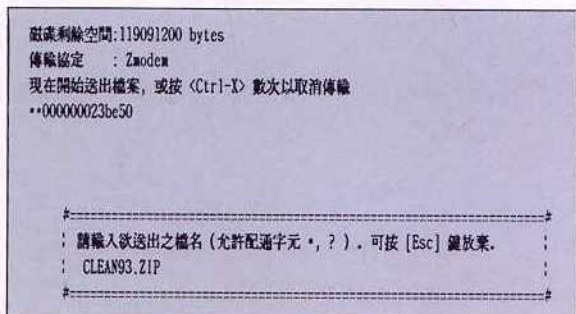 磁碟剩餘空間:119091200 bytes
傳輸協定 : Zmodem
現在開始送出檔案, 或按 <Ctrl-X> 數次以取消傳輸
**000000023be50
#==========================================================#
¦ 請輸入欲送出之檔名 (允許配通字元 *, ? ) . 可按 [Esc] 鍵放棄. ¦
¦ CLEAN93.ZIP ¦
#==========================================================#